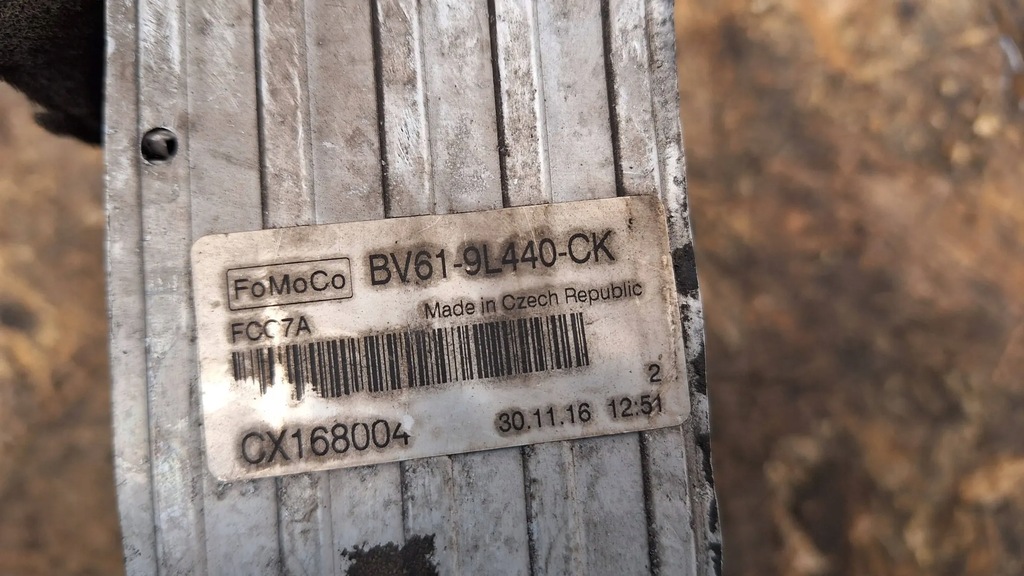 FoMoCo BV61-9L440-CK
Made in Czech Republic
FCC7A
2
CX168004 30.11.16 12:51